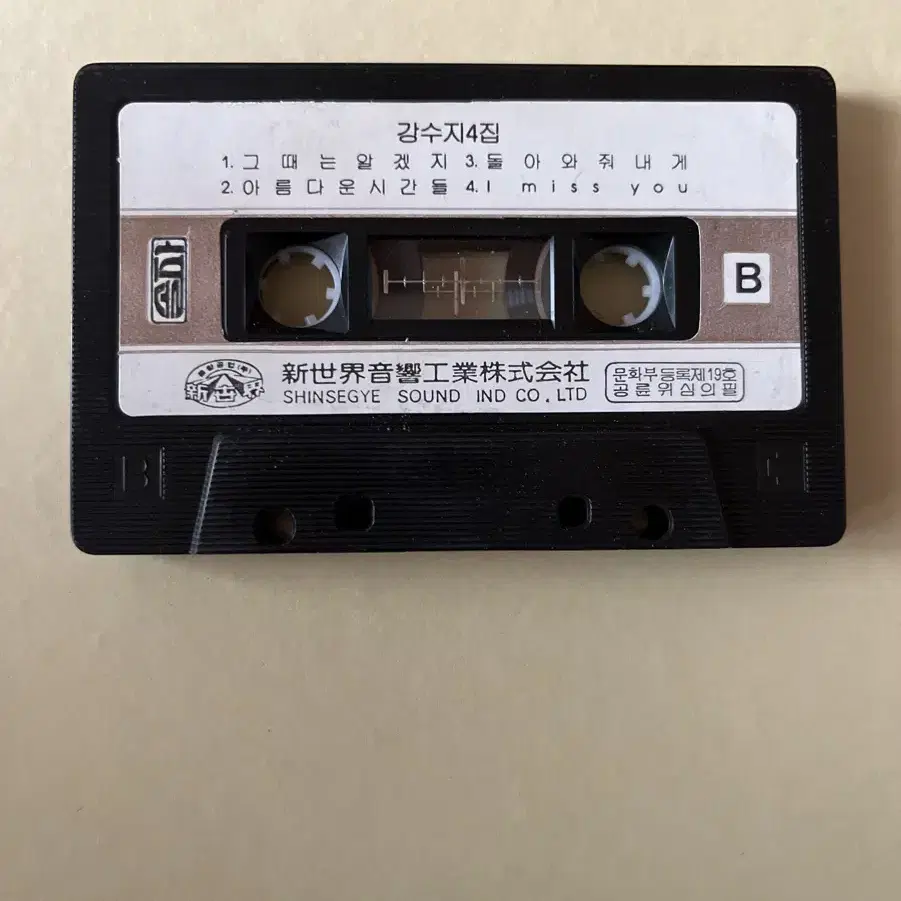 강수지4집
1. 그때는알겠지 3. 돌아와줘내게
2. 아름다운시간들 4. I miss you
B
新世界音響工業株式会社
SHINSEGYE SOUND IND CO., LTD
문화부등록제19호
공륜위심의필
新世界
B